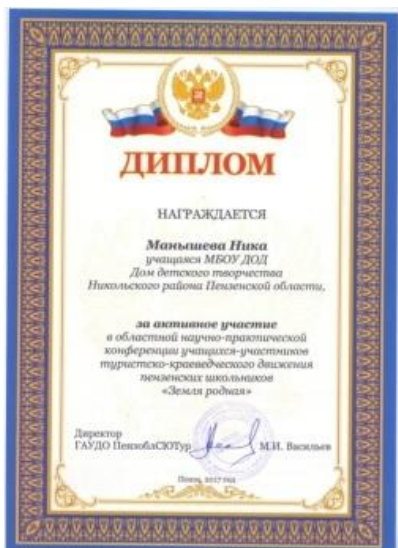 ДИПЛОМ
НАГРАЖДАЕТСЯ
Манышева Ника
учащаяся МБОУ ДОД
Дом детского творчества
Никольского района Пензенской области,
за активное участие
в областной научно-практической
конференции учащихся-участников
туристско-краеведческого движения
пензенских школьников
«Земля родная»
Директор
ГАУДО ПензоблСЮТур
М.И. Васильев
Пенза, 2017 год